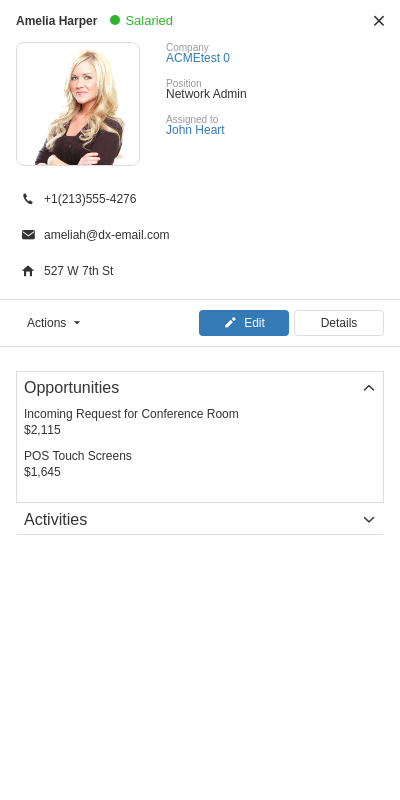 Amelia Harper
Salaried
Company
ACMEtest 0
Position
Network Admin
Assigned to
John Heart
+1(213)555-4276
ameliah@dx-email.com
527 W 7th St
Actions
Edit
Details
Opportunities
Incoming Request for Conference Room
$2,115
POS Touch Screens
$1,645
Activities